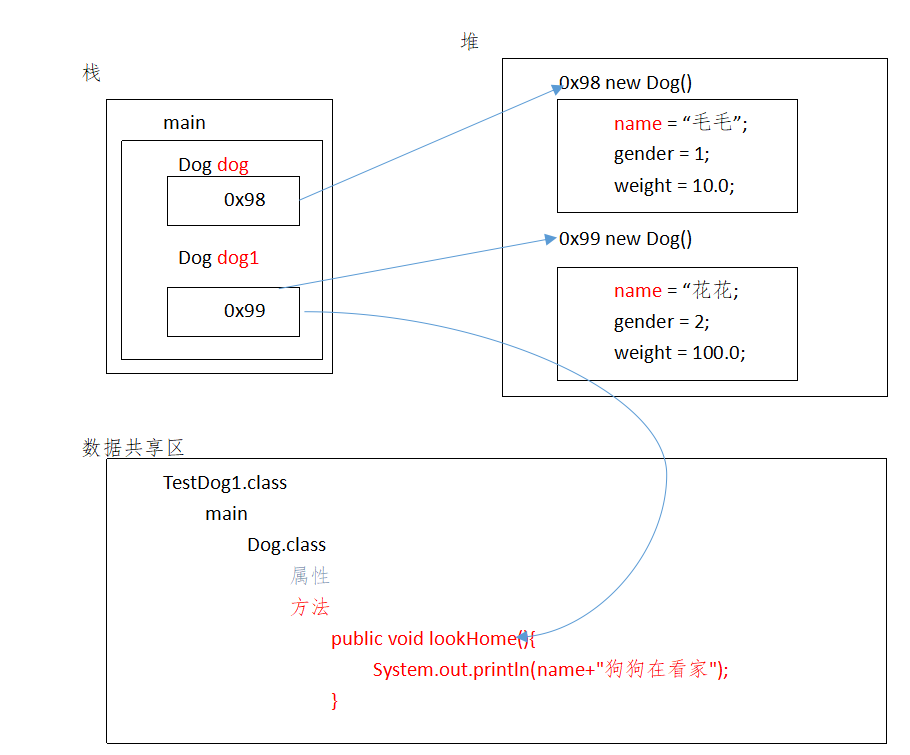 栈
main
Dog dog
0x98
Dog dog1
0x99
堆
0x98 new Dog()
name = “毛毛”;
gender = 1;
weight = 10.0;
0x99 new Dog()
name = “花花;
gender = 2;
weight = 100.0;
数据共享区
TestDog1.class
main
Dog.class
属性
方法
public void lookHome(){
System.out.println(name+"狗狗在看家");
}